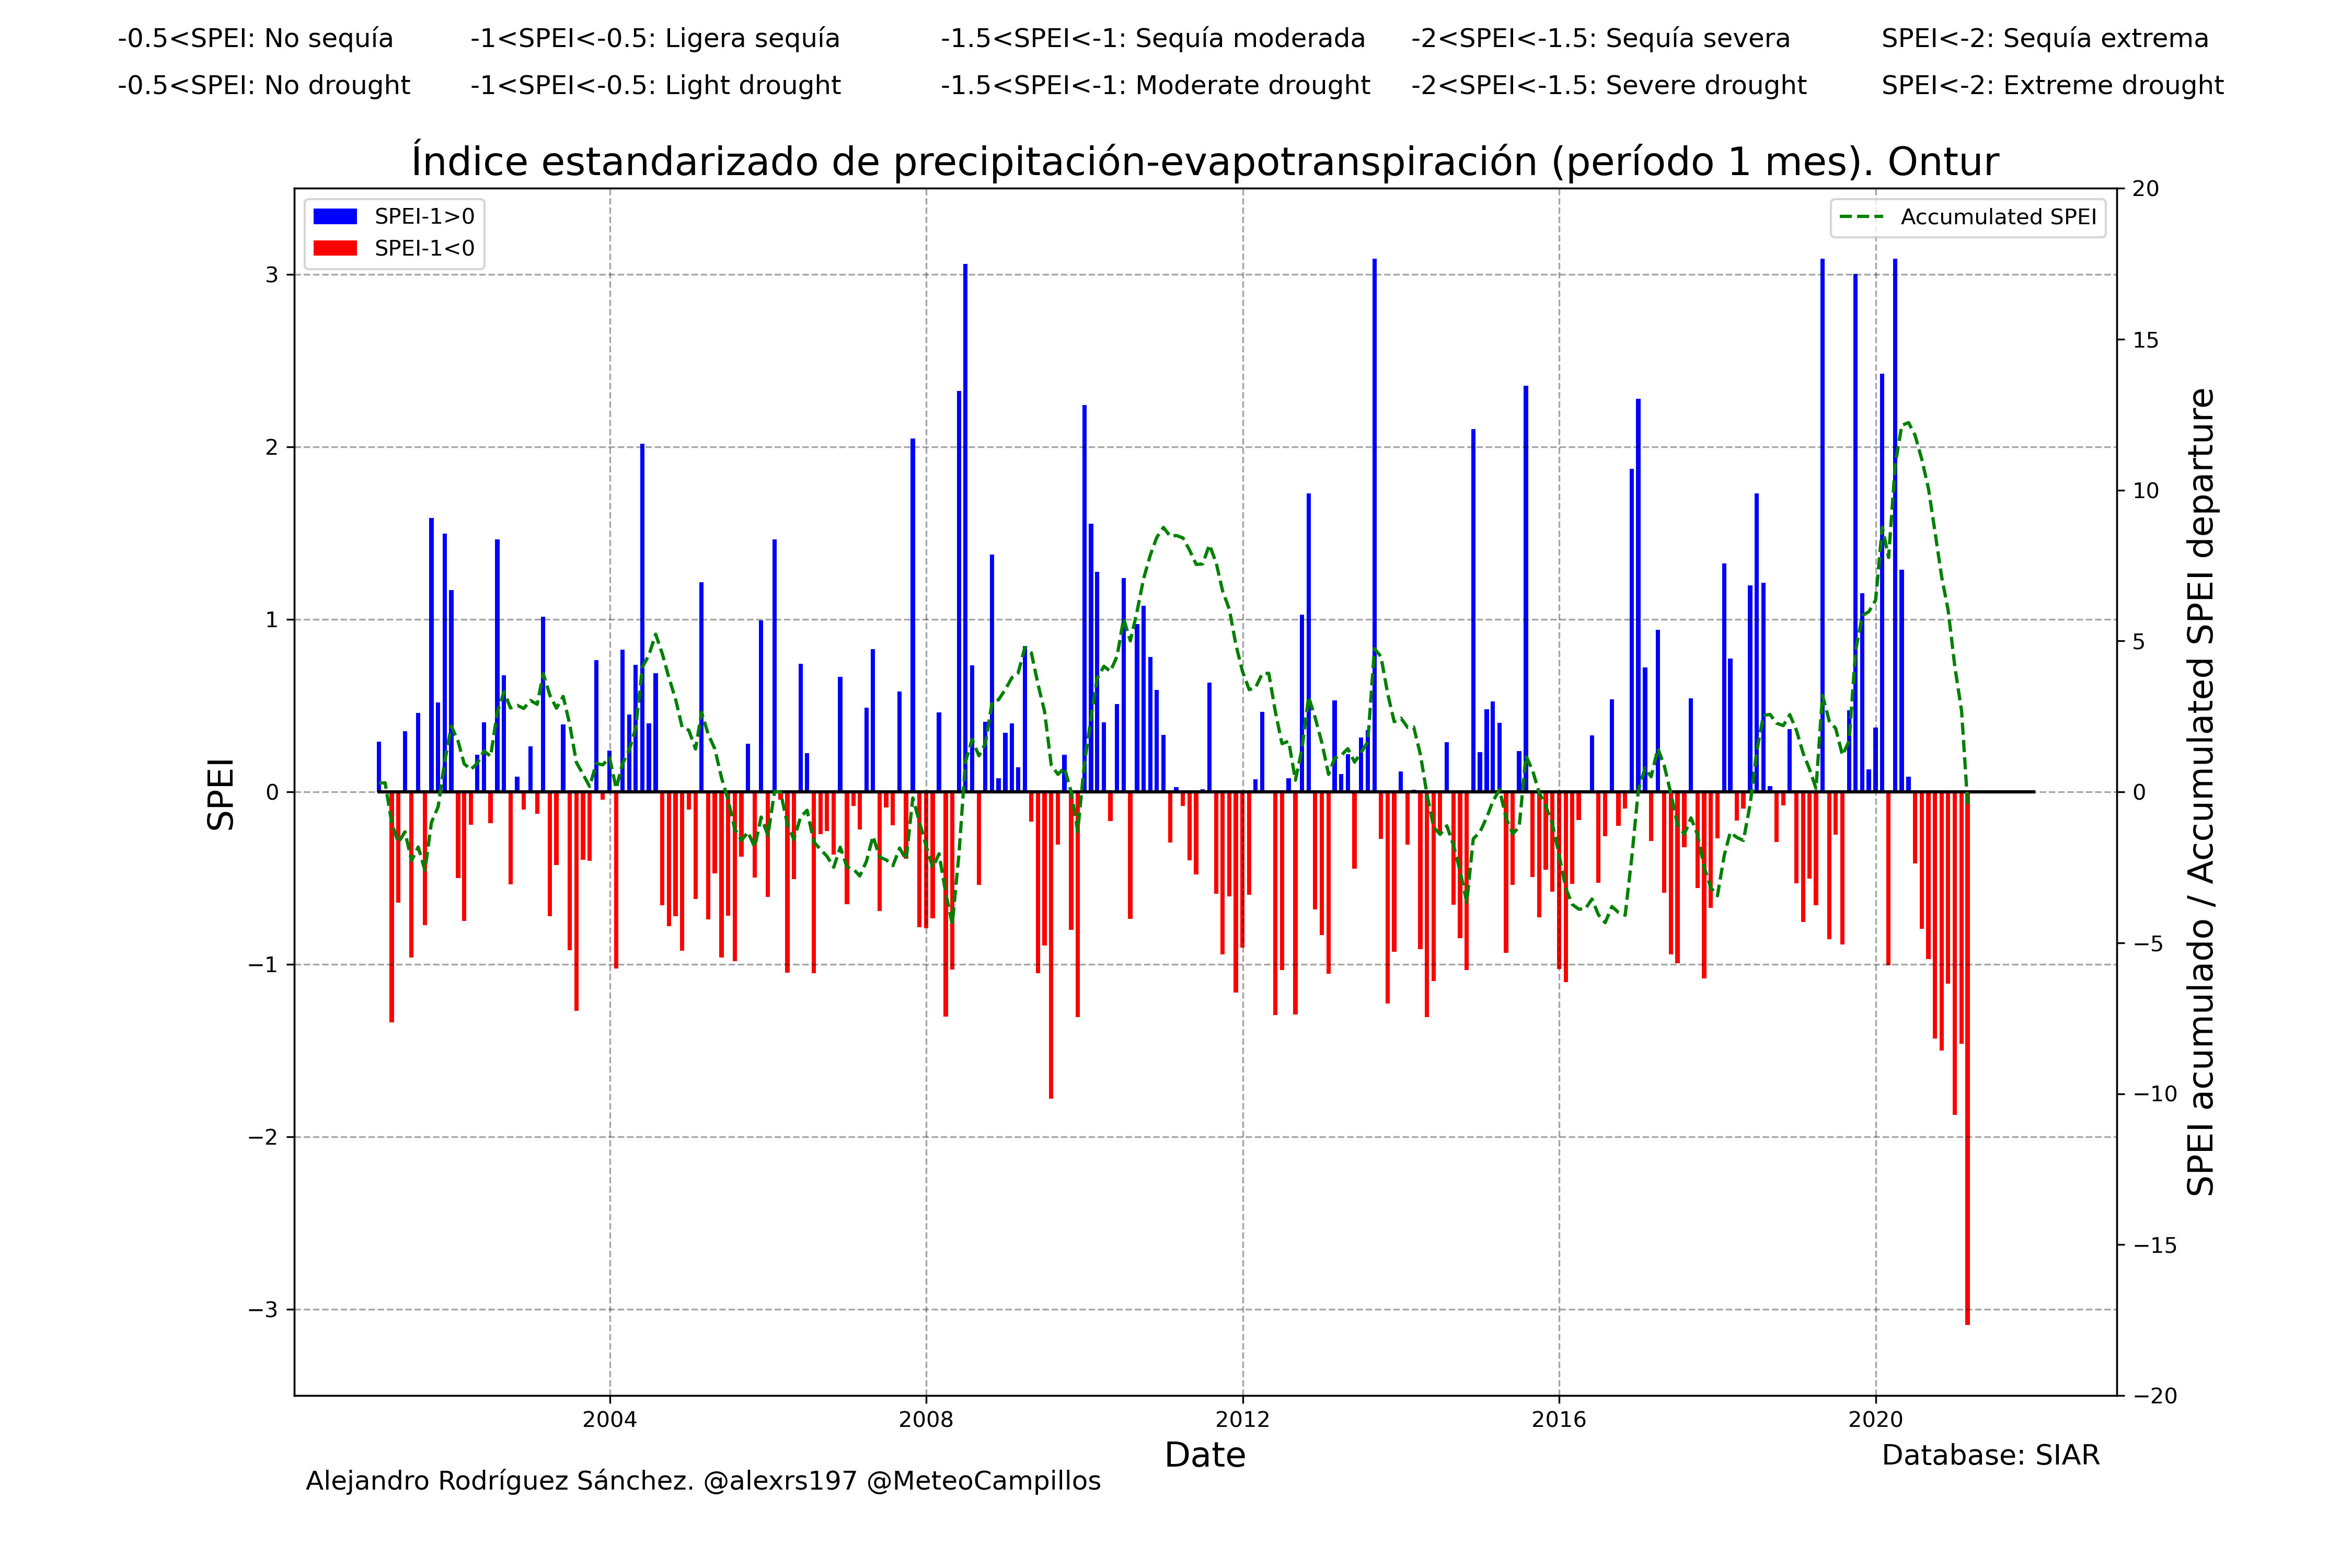 -0.5<SPEI: No sequía -1<SPEI<-0.5: Ligera sequía -1.5<SPEI<-1: Sequía moderada -2<SPEI<-1.5: Sequía severa SPEI<-2: Sequía extrema
-0.5<SPEI: No drought -1<SPEI<-0.5: Light drought -1.5<SPEI<-1: Moderate drought -2<SPEI<-1.5: Severe drought SPEI<-2: Extreme drought
Índice estandarizado de precipitación-evapotranspiración (período 1 mes). Ontur
SPEI-1>0
SPEI-1<0
Accumulated SPEI
SPEI
3
2
1
0
−1
−2
−3
20
15
10
5
0
−5
−10
−15
−20
SPEI acumulado / Accumulated SPEI departure
2004 2008 2012 2016 2020
Date
Database: SIAR
Alejandro Rodríguez Sánchez. @alexrs197 @MeteoCampillos